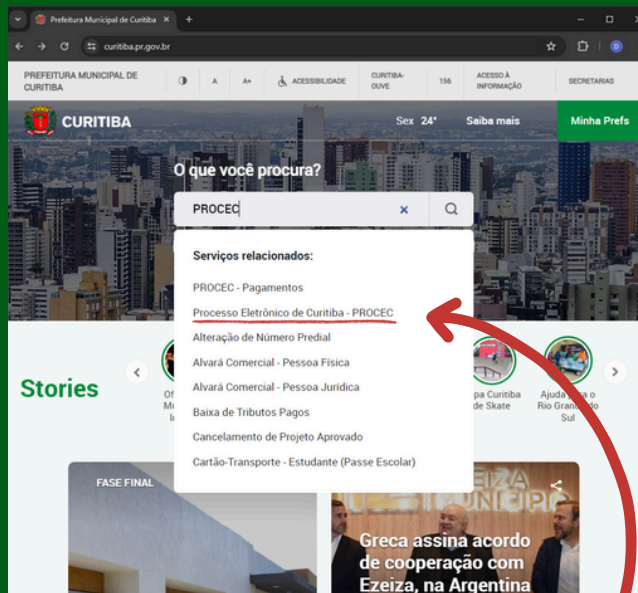 Prefeitura Municipal de Curitiba
curitiba.pr.gov.br
PREFEITURA MUNICIPAL DE
CURITIBA
A
A+
ACESSIBILIDADE
CURITIBA-
OUVE
156
ACESSO À
INFORMAÇÃO
SECRETARIAS
CURITIBA
Sex 24°
Saiba mais
Minha Prefs
O que você procura?
PROCEC
Serviços relacionados:
PROCEC - Pagamentos
Processo Eletrônico de Curitiba - PROCEC
Alteração de Número Predial
Alvará Comercial - Pessoa Física
Alvará Comercial - Pessoa Jurídica
Baixa de Tributos Pagos
Cancelamento de Projeto Aprovado
Cartão-Transporte - Estudante (Passe Escolar)
Stories
Curitiba
de Skate
Ajuda o
Rio do
Sul
FASE FINAL
EIZA
Greca assina acordo
de cooperação com
Ezeiza, na Argentina